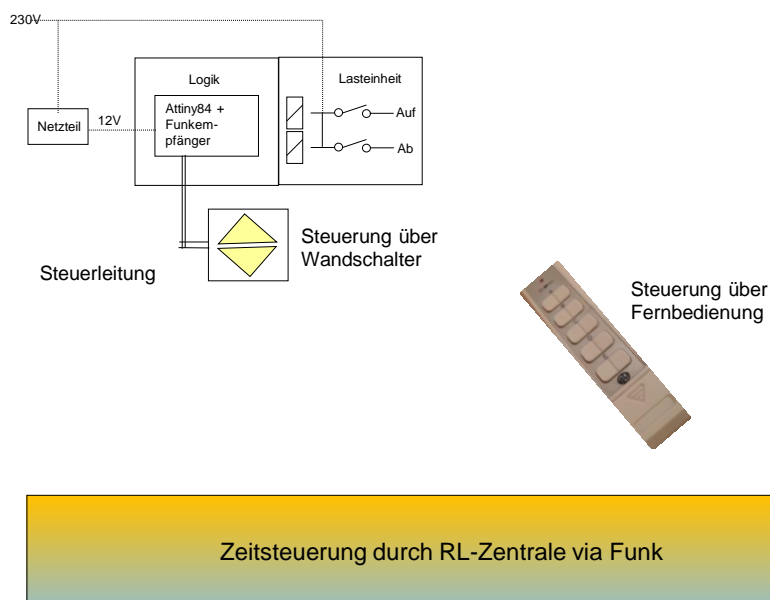 230V
Logik
Lasteinheit
Attiny84 +
Funkem-
pfänger
Netzteil
12V
Auf
Ab
Steuerung über
Wandschalter
Steuerleitung
Steuerung über
Fernbedienung
Zeitsteuerung durch RL-Zentrale via Funk